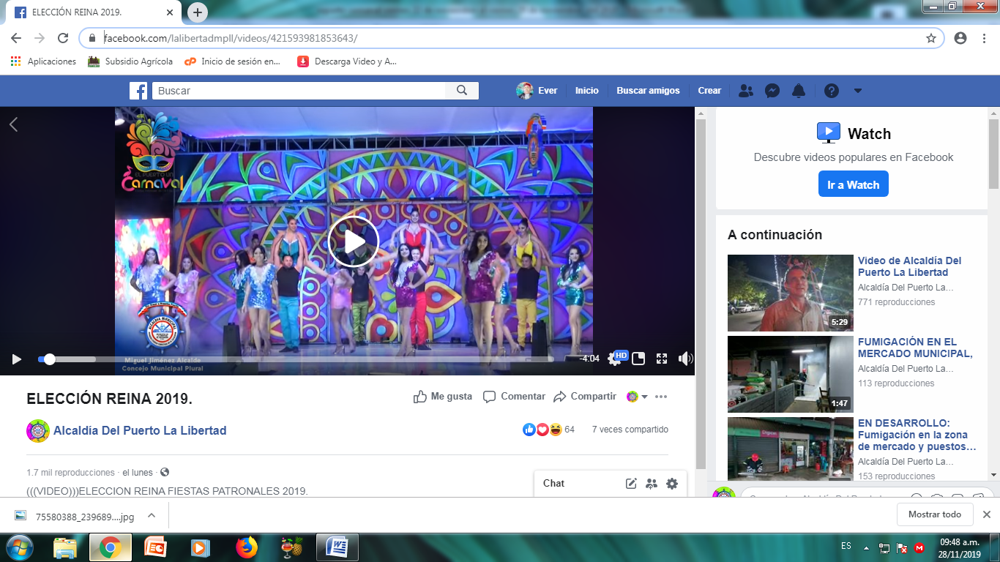 ELECCIÓN REINA 2019.
facebook.com/lalibertadmpll/videos/421593981853643/
Aplicaciones Subsidio Agrícola Inicio de sesión en... Descarga Video y A...
Buscar Ever Inicio Buscar amigos Crear
EL PUERTO UN
Carnaval
ALCALDIA MUNICIPAL
Miguel Jiménez Alcalde
Concejo Municipal Plural
-4:04 HD
ELECCIÓN REINA 2019.
Me gusta Comentar Compartir
Alcaldía Del Puerto La Libertad
64 7 veces compartido
1.7 mil reproducciones · el lunes ·
(((VIDEO)))ELECCION REINA FIESTAS PATRONALES 2019.
Chat
Watch
Descubre videos populares en Facebook
Ir a Watch
A continuación
5:29
Video de Alcaldía Del
Puerto La Libertad
Alcaldía Del Puerto La...
771 reproducciones
1:47
FUMIGACIÓN EN EL
MERCADO MUNICIPAL,
Alcaldía Del Puerto La...
113 reproducciones
EN DESARROLLO:
Fumigación en la zona
de mercado y puestos...
Alcaldía Del Puerto La...
153 reproducciones
75580388_239689....jpg
Mostrar todo
ES
09:48 a.m.
28/11/2019